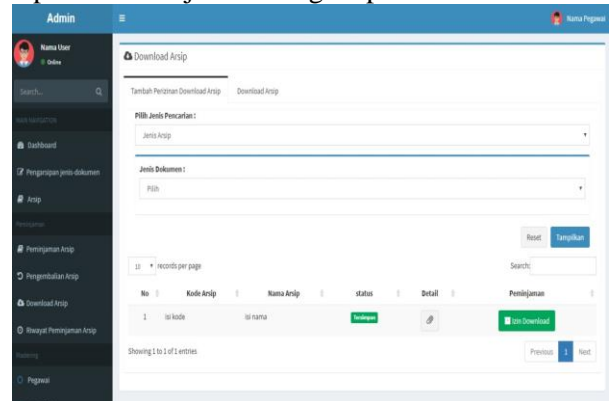 Admin
Nama Pegawai
Nama User
Online
Search...
MAIN NAVIGATION
Dashboard
Pengarsipan jenis dokumen
Arsip
Peminjaman
Peminjaman Arsip
Pengembalian Arsip
Download Arsip
Riwayat Peminjaman Arsip
Pegawai
Download Arsip
Tambah Perizinan Download Arsip Download Arsip
Pilih Jenis Pencarian :
Jenis Arsip
Jenis Dokumen :
Pilih
Reset Tampilkan
10 records per page Search:
No Kode Arsip Nama Arsip status Detail Peminjaman
1 isi kode isi nama Tersimpan Izin Download
Showing 1 to 1 of 1 entries Previous 1 Next